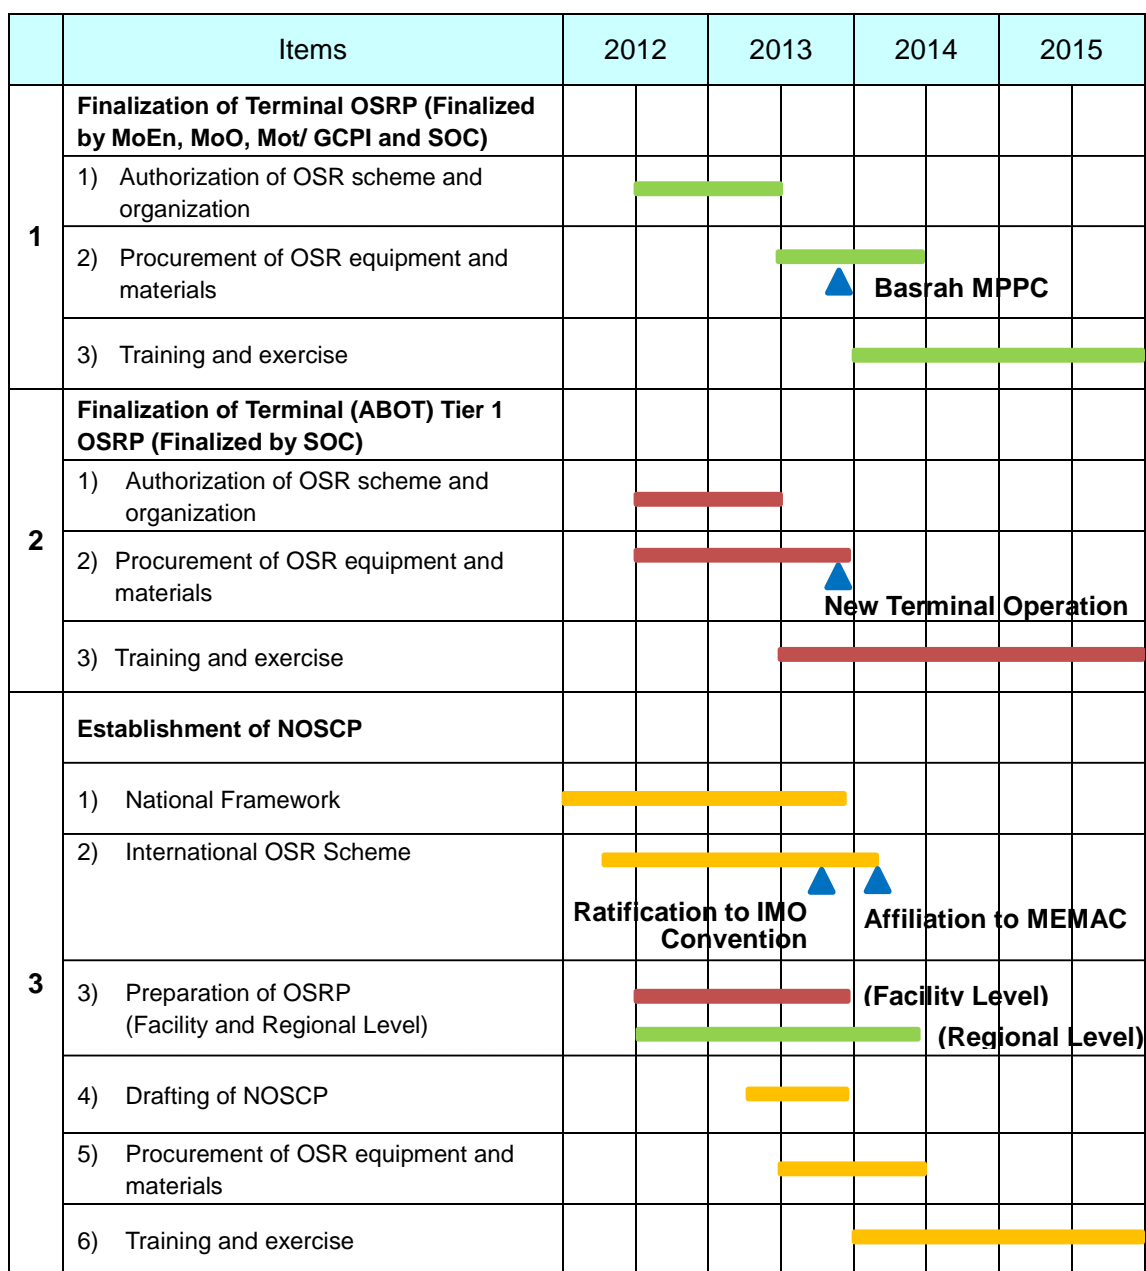 Items 2012 2013 2014 2015
1
Finalization of Terminal OSRP (Finalized
by MoEn, MoO, Mot/ GCPI and SOC)
1) Authorization of OSR scheme and
organization
2) Procurement of OSR equipment and
materials
Basrah MPPC
3) Training and exercise
2
Finalization of Terminal (ABOT) Tier 1
OSRP (Finalized by SOC)
1) Authorization of OSR scheme and
organization
2) Procurement of OSR equipment and
materials
New Terminal Operation
3) Training and exercise
3
Establishment of NOSCP
1) National Framework
2) International OSR Scheme
Ratification to IMO
Convention
Affiliation to MEMAC
3) Preparation of OSRP
(Facility and Regional Level)
(Facility Level)
(Regional Level)
4) Drafting of NOSCP
5) Procurement of OSR equipment and
materials
6) Training and exercise